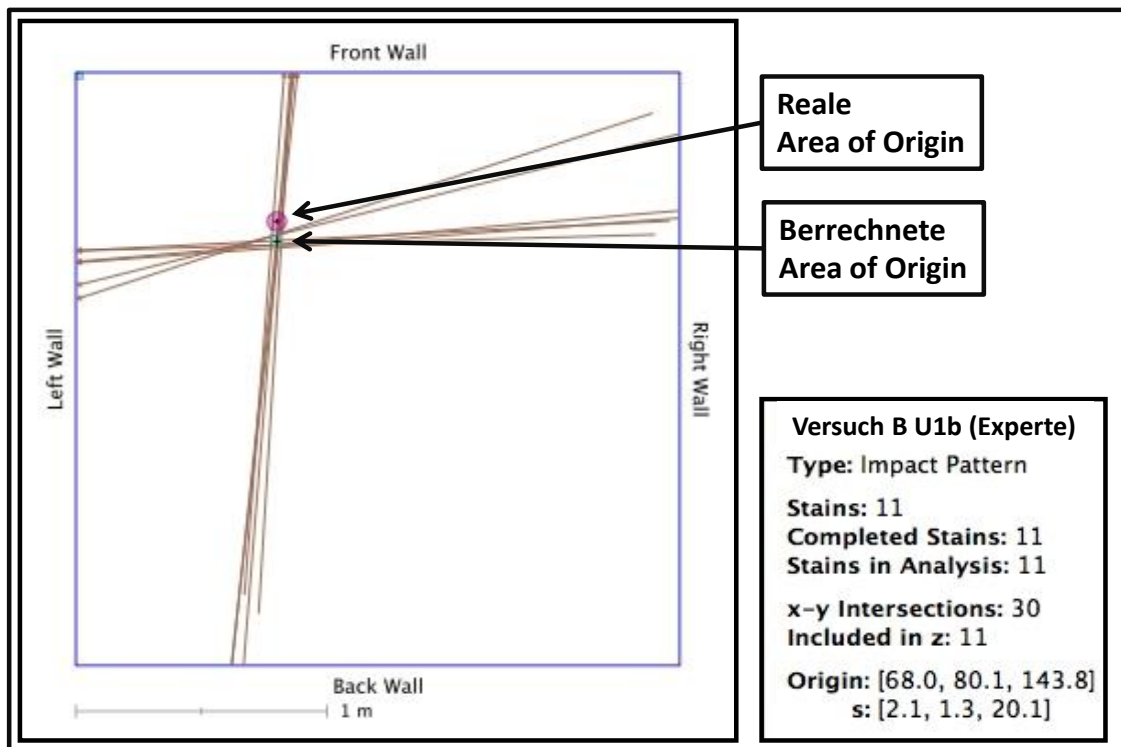 Front Wall
Reale
Area of Origin
Berrechnete
Area of Origin
Left Wall
Right Wall
Back Wall
1 m
Versuch B U1b (Experte)
Type: Impact Pattern
Stains: 11
Completed Stains: 11
Stains in Analysis: 11
x-y Intersections: 30
Included in z: 11
Origin: [68.0, 80.1, 143.8]
s: [2.1, 1.3, 20.1]